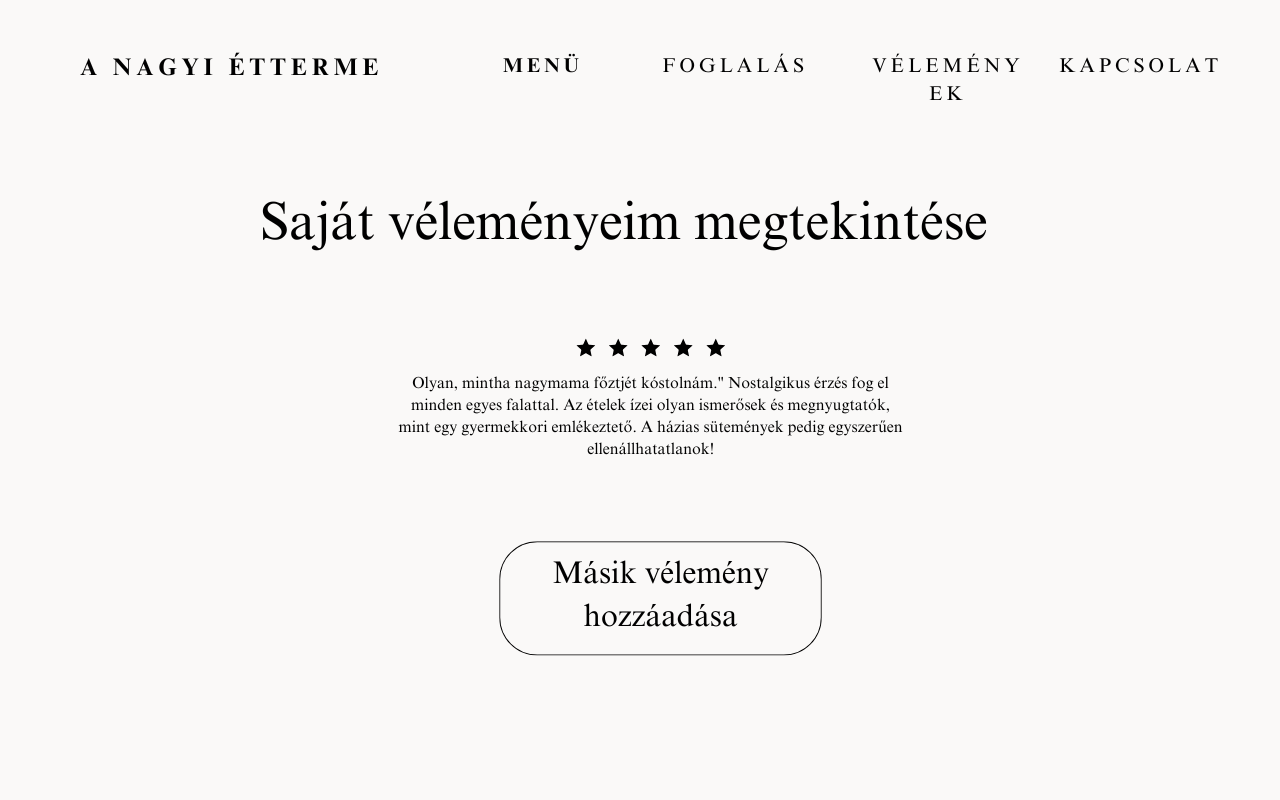 A NAGYI ÉTTERME
MENÜ
FOGLALÁS
VÉLEMÉNY
EK
KAPCSOLAT
Saját véleményeim megtekintése
Olyan, mintha nagymama főztjét kóstolnám." Nostalgikus érzés fog el
minden egyes falattal. Az ételek ízei olyan ismerősek és megnyugtatók,
mint egy gyermekkori emlékeztető. A házias sütemények pedig egyszerűen
ellenállhatatlanok!
Másik vélemény
hozzáadása